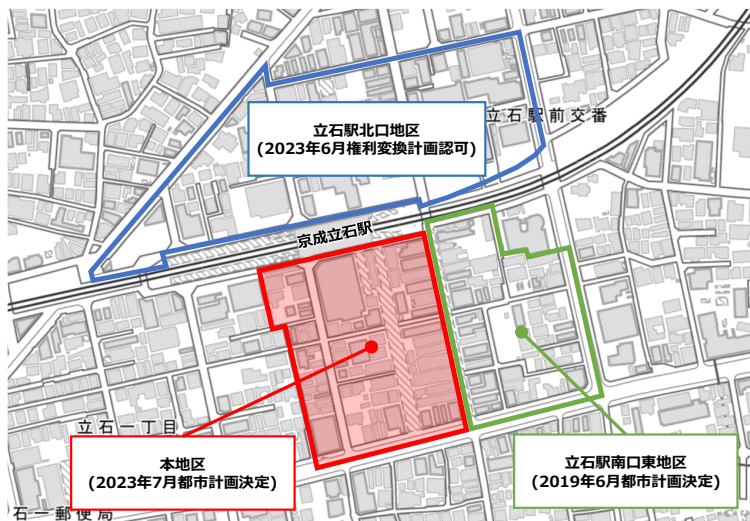 立石駅北口地区
(2023年6月権利変換計画認可)
立石駅前交番
京成立石駅
立石一丁目
本地区
(2023年7月都市計画決定)
立石駅南口東地区
(2019年6月都市計画決定)
石一郵便局